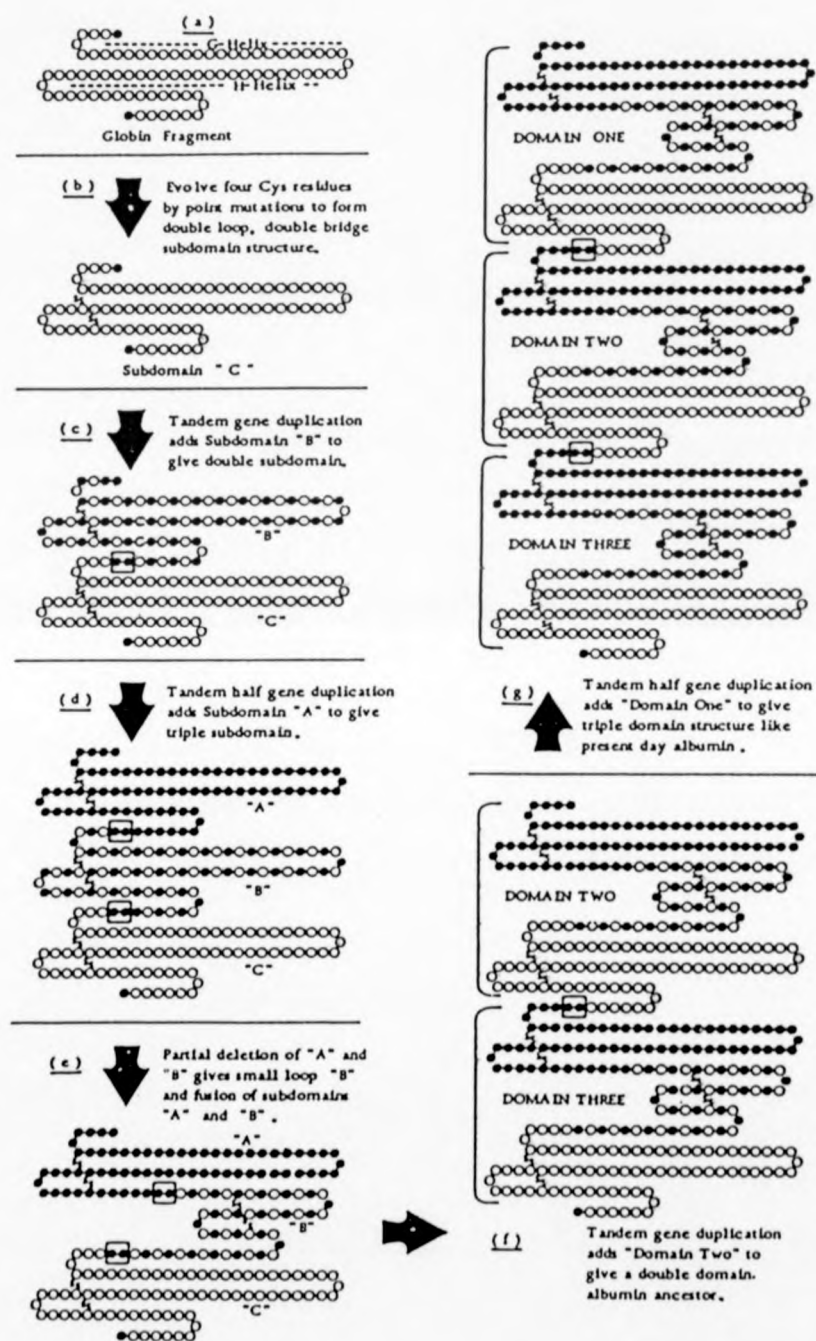 (a)
G-Helix
H-Helix
Globin Fragment
(b)
Evolve four Cys residues
by point mutations to form
double loop, double bridge
subdomain structure.
Subdomain "C"
(c)
Tandem gene duplication
adds Subdomain "B" to
give double subdomain.
"B"
"C"
(d)
Tandem half gene duplication
adds Subdomain "A" to give
triple subdomain.
"A"
"B"
"C"
(e)
Partial deletion of "A" and
"B" gives small loop "B"
and fusion of subdomains
"A" and "B".
"A"
"B"
"C"
DOMAIN ONE
DOMAIN TWO
DOMAIN THREE
(g)
Tandem half gene duplication
adds "Domain One" to give
triple domain structure like
present day albumin.
DOMAIN TWO
DOMAIN THREE
(f)
Tandem gene duplication
adds "Domain Two" to
give a double domain.
albumin ancestor.